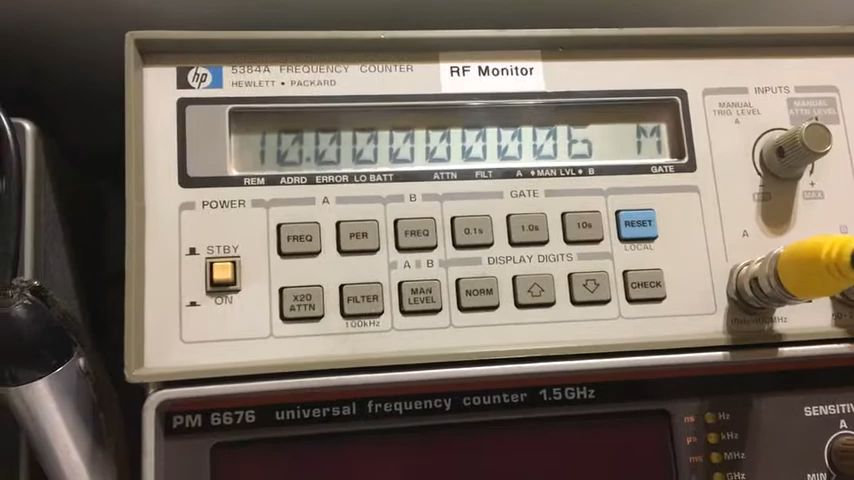 hp 5384A FREQUENCY COUNTER
HEWLETT • PACKARD
RF Monitor
10.00000006 M
REM ADRD ERROR LO BATT ATTN FILT A ♦ MAN LVL ♦ B GATE
POWER A B GATE
FREQ PER FREQ 0.1s 1.0s 10s RESET
LOCAL
STBY
ON
A B DISPLAY DIGITS
X20 ATTN FILTER MAN LEVEL NORM ⇧ ⇩ CHECK
100kHz
INPUTS
MANUAL TRIG LEVEL MANUAL ATTN LEVEL
A
- +
MAX
A
PM 6676 universal frequency counter 1.5GHz
ns Hz
µs kHz
ms MHz
GHz
SENSITIV
A
MIN